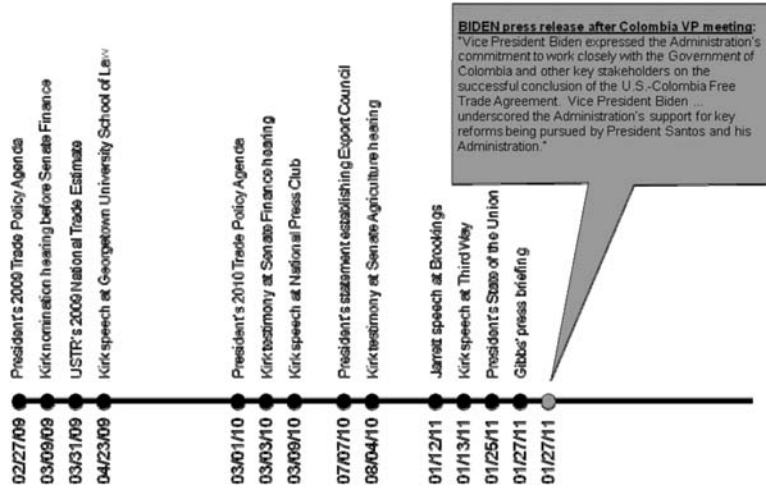 BIDEN press release after Colombia VP meeting:
"Vice President Biden expressed the Administration's
commitment to work closely with the Government of
Colombia and other key stakeholders on the
successful conclusion of the U.S.-Colombia Free
Trade Agreement. Vice President Biden ...
underscored the Administration's support for key
reforms being pursued by President Santos and his
Administration."
President's 2009 Trade Policy Agenda
Kirk nomination hearing before Senate Finance
USTR's 2009 National Trade Estimate
Kirk speech at Georgetown University School of Law
President's 2010 Trade Policy Agenda
Kirk testimony at Senate Finance hearing
Kirk speech at National Press Club
President's statement establishing Export Council
Kirk testimony at Senate Agriculture hearing
Jarrett speech at Brookings
Kirk speech at Third Way
President's State of the Union
Gibbs' press briefing
02/27/09
03/09/09
03/31/09
04/23/09
03/01/10
03/03/10
03/09/10
07/07/10
08/04/10
01/12/11
01/13/11
01/25/11
01/27/11
01/27/11